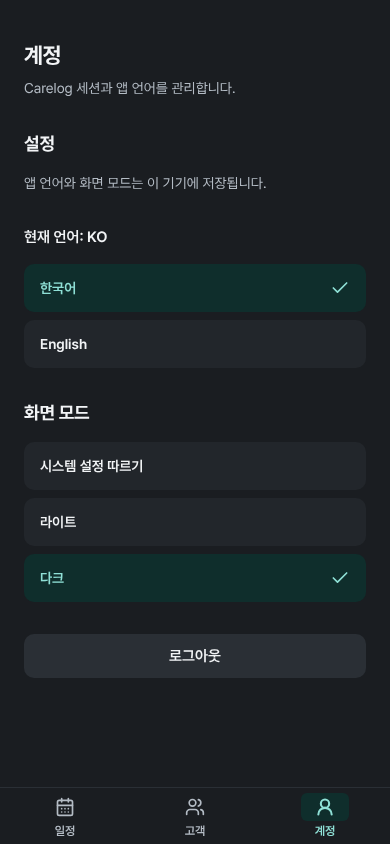 계정
Carelog 세션과 앱 언어를 관리합니다.
설정
앱 언어와 화면 모드는 이 기기에 저장됩니다.
현재 언어: KO
한국어
English
화면 모드
시스템 설정 따르기
라이트
다크
로그아웃
일정
고객
계정